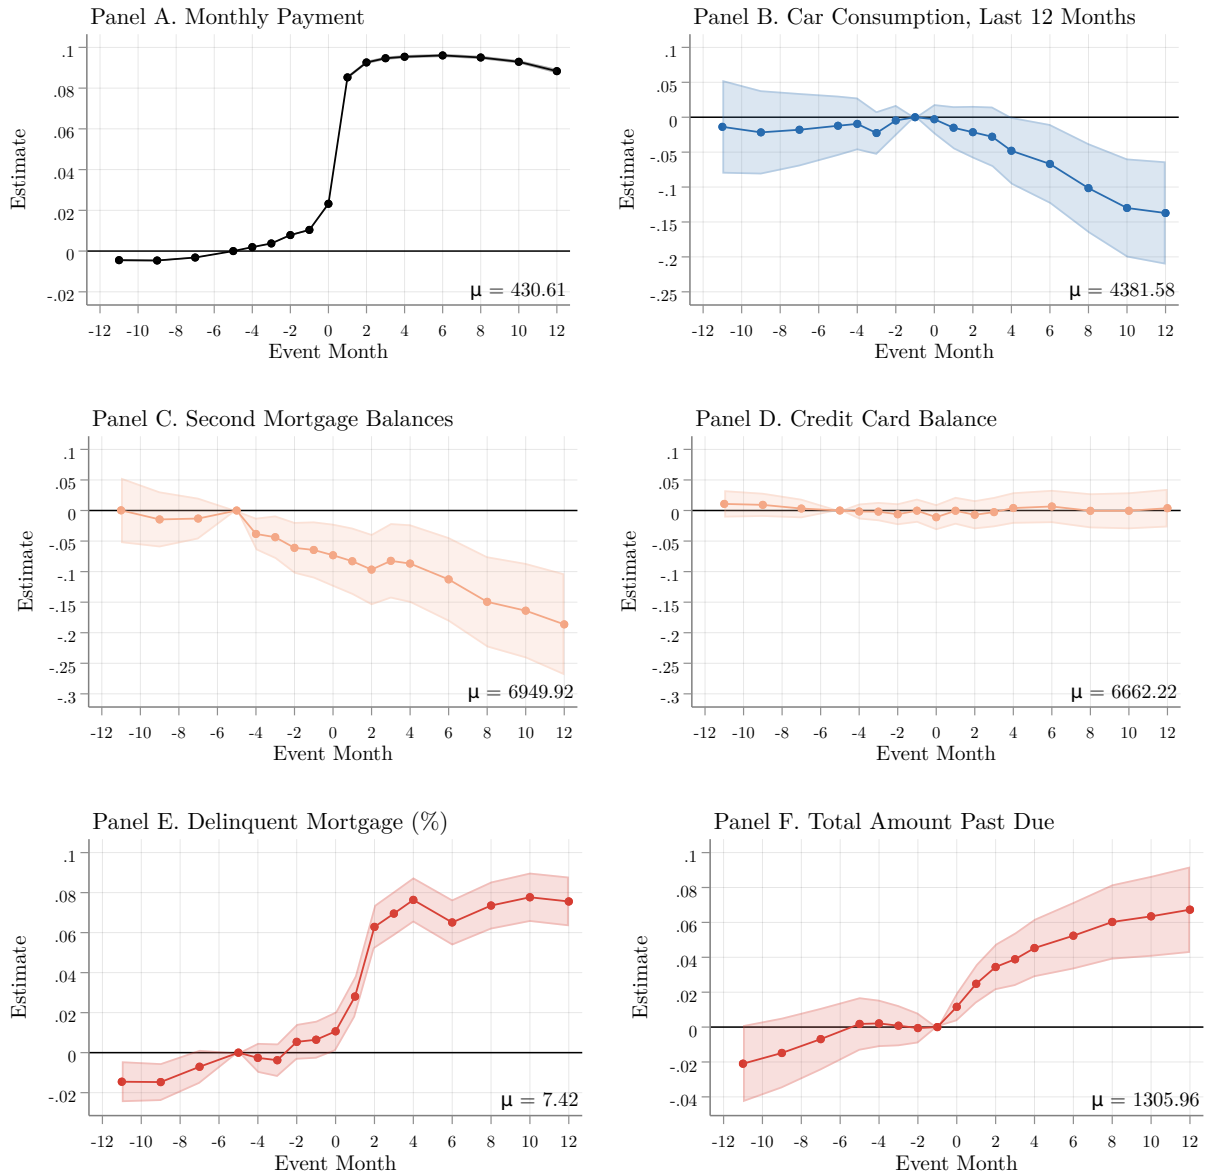 Panel A. Monthly Payment
.1
.08
.06
.04
.02
0
-.02
Estimate
μ = 430.61
-12 -10 -8 -6 -4 -2 0 2 4 6 8 10 12
Event Month
Panel B. Car Consumption, Last 12 Months
.1
.05
0
-.05
-.1
-.15
-.2
-.25
Estimate
μ = 4381.58
-12 -10 -8 -6 -4 -2 0 2 4 6 8 10 12
Event Month
Panel C. Second Mortgage Balances
.1
.05
0
-.05
-.1
-.15
-.2
-.25
-.3
Estimate
μ = 6949.92
-12 -10 -8 -6 -4 -2 0 2 4 6 8 10 12
Event Month
Panel D. Credit Card Balance
.1
.05
0
-.05
-.1
-.15
-.2
-.25
-.3
Estimate
μ = 6662.22
-12 -10 -8 -6 -4 -2 0 2 4 6 8 10 12
Event Month
Panel E. Delinquent Mortgage (%)
.1
.08
.06
.04
.02
0
-.02
Estimate
μ = 7.42
-12 -10 -8 -6 -4 -2 0 2 4 6 8 10 12
Event Month
Panel F. Total Amount Past Due
.1
.08
.06
.04
.02
0
-.02
-.04
Estimate
μ = 1305.96
-12 -10 -8 -6 -4 -2 0 2 4 6 8 10 12
Event Month